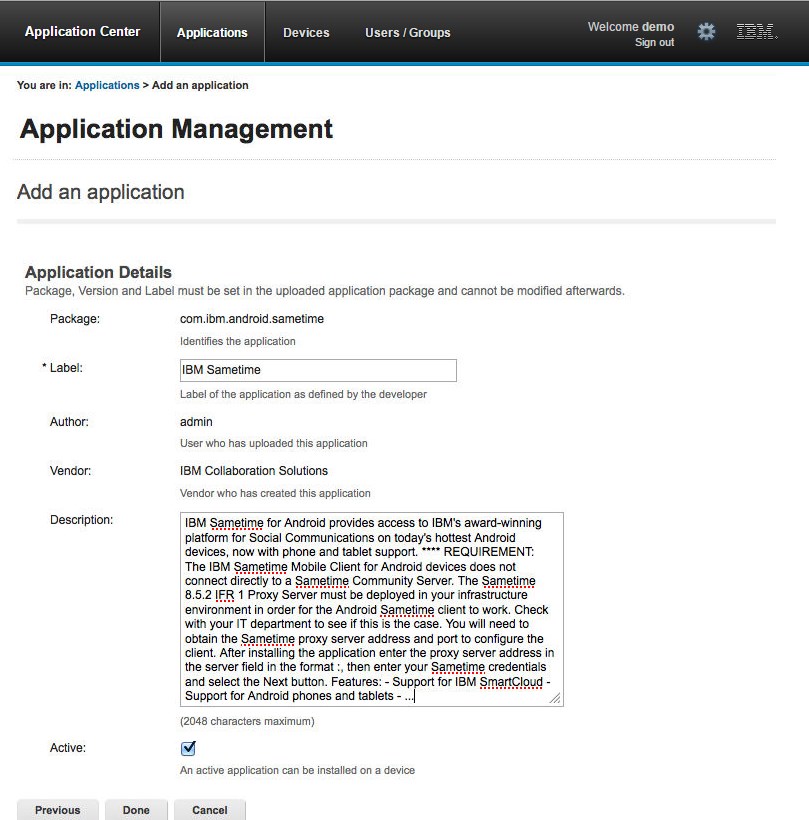 Application Center Applications Devices Users / Groups Welcome demo
Sign out IBM.
You are in: Applications > Add an application
Application Management
Add an application
Application Details
Package, Version and Label must be set in the uploaded application package and cannot be modified afterwards.
Package: com.ibm.android.sametime
Identifies the application
* Label: IBM Sametime
Label of the application as defined by the developer
Author: admin
User who has uploaded this application
Vendor: IBM Collaboration Solutions
Vendor who has created this application
Description: IBM Sametime for Android provides access to IBM's award-winning
platform for Social Communications on today's hottest Android
devices, now with phone and tablet support. **** REQUIREMENT:
The IBM Sametime Mobile Client for Android devices does not
connect directly to a Sametime Community Server. The Sametime
8.5.2 IFR 1 Proxy Server must be deployed in your infrastructure
environment in order for the Android Sametime client to work. Check
with your IT department to see if this is the case. You will need to
obtain the Sametime proxy server address and port to configure the
client. After installing the application enter the proxy server address in
the server field in the format :, then enter your Sametime credentials
and select the Next button. Features: - Support for IBM SmartCloud -
Support for Android phones and tablets - ...
(2048 characters maximum)
Active:
An active application can be installed on a device
Previous Done Cancel